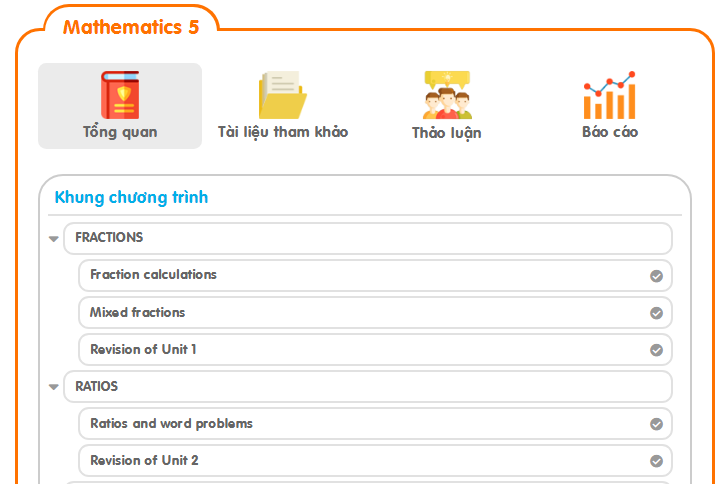 Mathematics 5
Tổng quan
Tài liệu tham khảo
Thảo luận
Báo cáo
Khung chương trình
FRACTIONS
Fraction calculations
Mixed fractions
Revision of Unit 1
RATIOS
Ratios and word problems
Revision of Unit 2